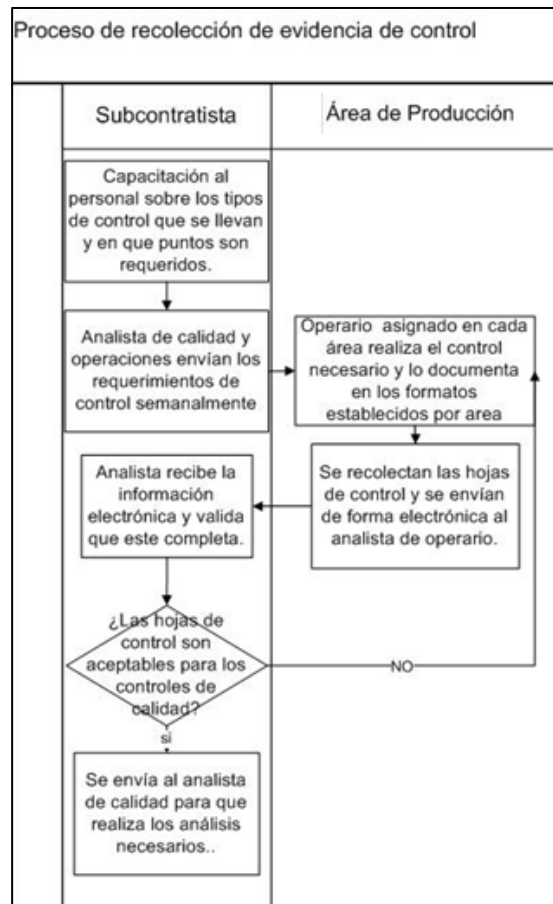 Proceso de recolección de evidencia de control
Subcontratista
Área de Producción
Capacitación al
personal sobre los tipos
de control que se llevan
y en que puntos son
requeridos.
Analista de calidad y
operaciones envían los
requerimientos de
control semanalmente
Operario asignado en cada
área realiza el control
necesario y lo documenta
en los formatos
establecidos por area
Se recolectan las hojas
de control y se envían
de forma electrónica al
analista de operario.
Analista recibe la
información
electrónica y valida
que este completa.
¿Las hojas de
control son
aceptables para los
controles de
calidad?
NO
si
Se envía al analista
de calidad para que
realiza los análisis
necesarios..